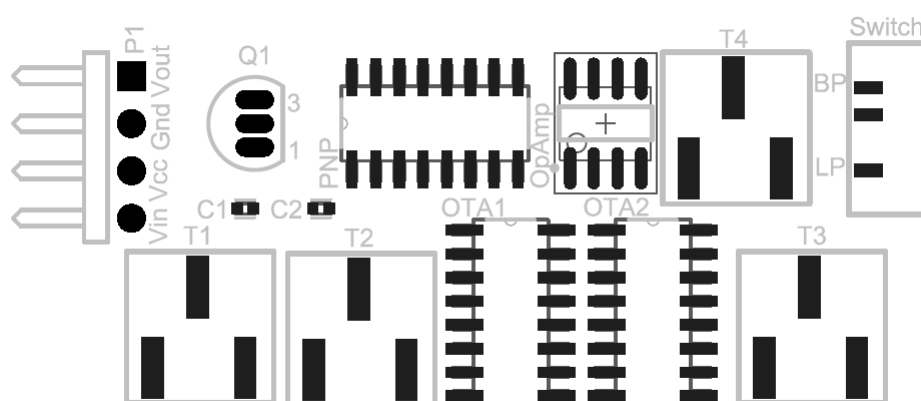 Switch
P1
Vout
Gnd
Vcc
Vin
Q1
3
1
T4
BP
LP
PNP
OpAmp
C1
C2
OTA1
OTA2
T1
T2
T3